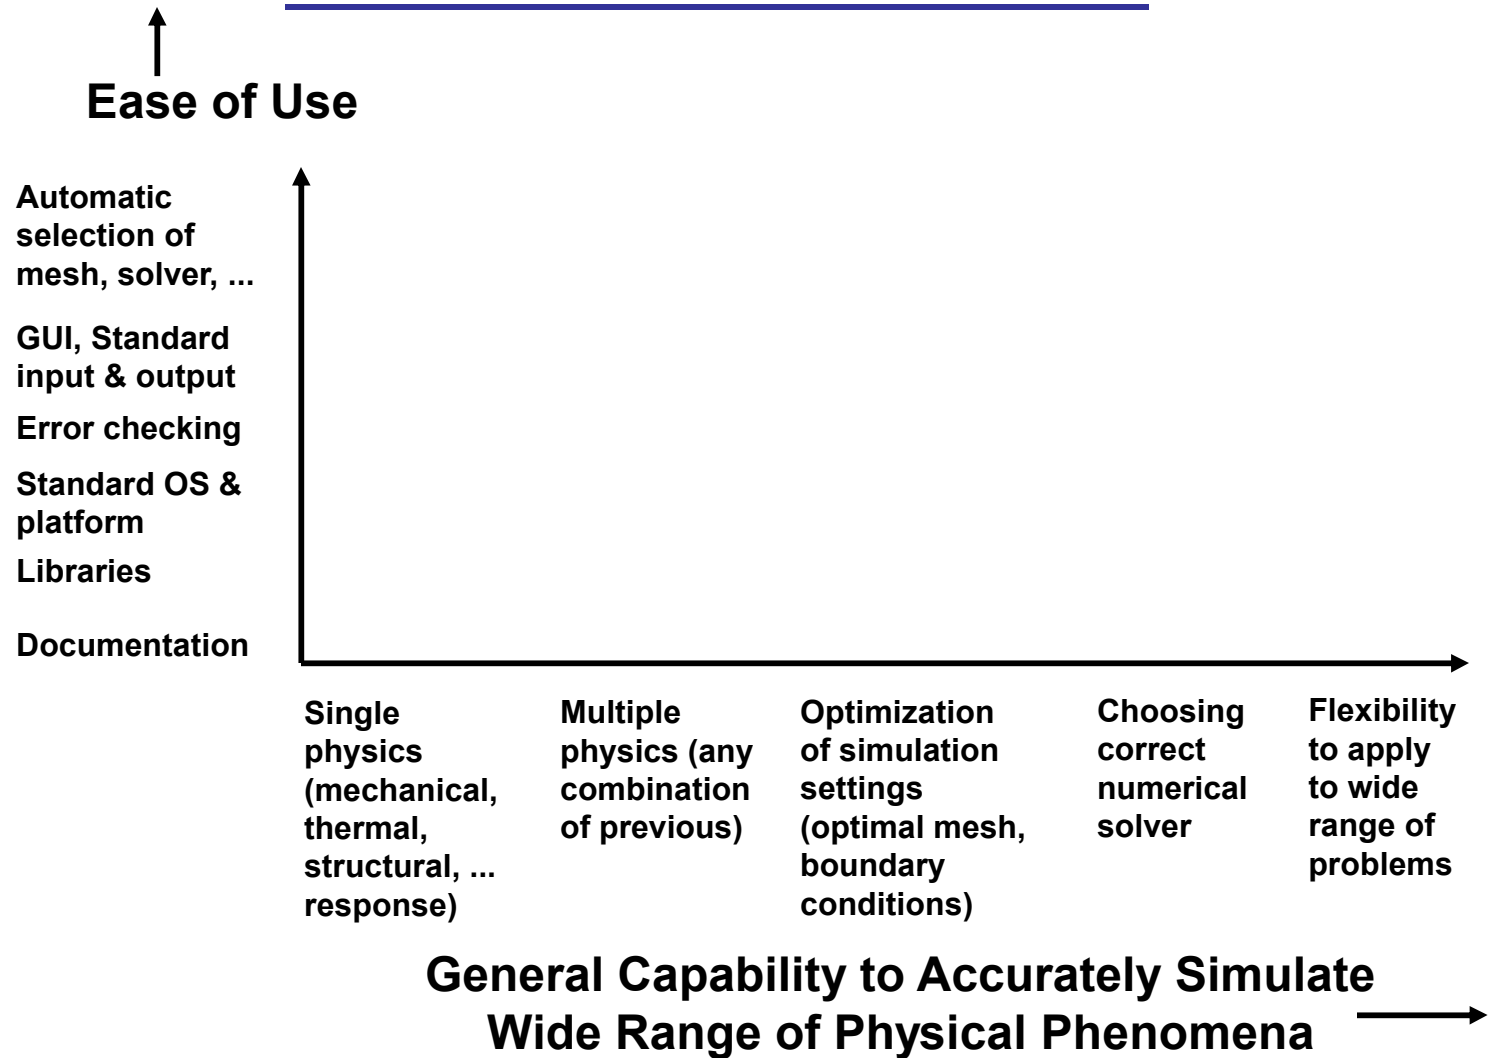 Ease of Use
Automatic
selection of
mesh, solver, ...
GUI, Standard
input & output
Error checking
Standard OS &
platform
Libraries
Documentation
Single
physics
(mechanical,
thermal,
structural, ...
response)
Multiple
physics (any
combination
of previous)
Optimization
of simulation
settings
(optimal mesh,
boundary
conditions)
Choosing
correct
numerical
solver
Flexibility
to apply
to wide
range of
problems
General Capability to Accurately Simulate
Wide Range of Physical Phenomena